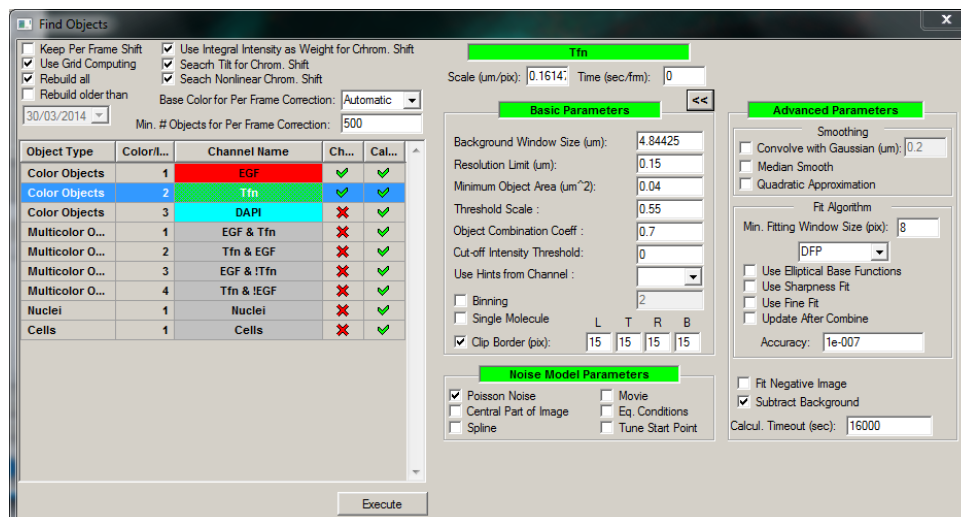 Find Objects
x
Keep Per Frame Shift
Use Integral Intensity as Weight for Crhrom. Shift
Use Grid Computing
Seacrh Tilt for Chrom. Shift
Rebuild all
Seach Nonlinear Chrom. Shift
Rebuild older than
Base Color for Per Frame Correction: Automatic
30/03/2014
Min. # Objects for Per Frame Correction: 500
Object Type Color/I... Channel Name Ch... Cal...
Color Objects 1 EGF
Color Objects 2 Tfn
Color Objects 3 DAPI
Multicolor O... 1 EGF & Tfn
Multicolor O... 2 Tfn & EGF
Multicolor O... 3 EGF & !Tfn
Multicolor O... 4 Tfn & !EGF
Nuclei 1 Nuclei
Cells 1 Cells
Execute
Tfn
Scale (um/pix): 0.1614 Time (sec/frm): 0
<<
Basic Parameters
Background Window Size (um): 4.84425
Resolution Limit (um): 0.15
Minimum Object Area (um^2): 0.04
Threshold Scale : 0.55
Object Combination Coeff : 0.7
Cut-off Intensity Threshold: 0
Use Hints from Channel :
Binning 2
Single Molecule L T R B
Clip Border (pix): 15 15 15 15
Noise Model Parameters
Poisson Noise Movie
Central Part of Image Eq. Conditions
Spline Tune Start Point
Advanced Parameters
Smoothing
Convolve with Gaussian (um): 0.2
Median Smooth
Quadratic Approximation
Fit Algorithm
Min. Fitting Window Size (pix): 8
DFP
Use Elliptical Base Functions
Use Sharpness Fit
Use Fine Fit
Update After Combine
Accuracy: 1e-007
Fit Negative Image
Subtract Background
Calcul. Timeout (sec): 16000